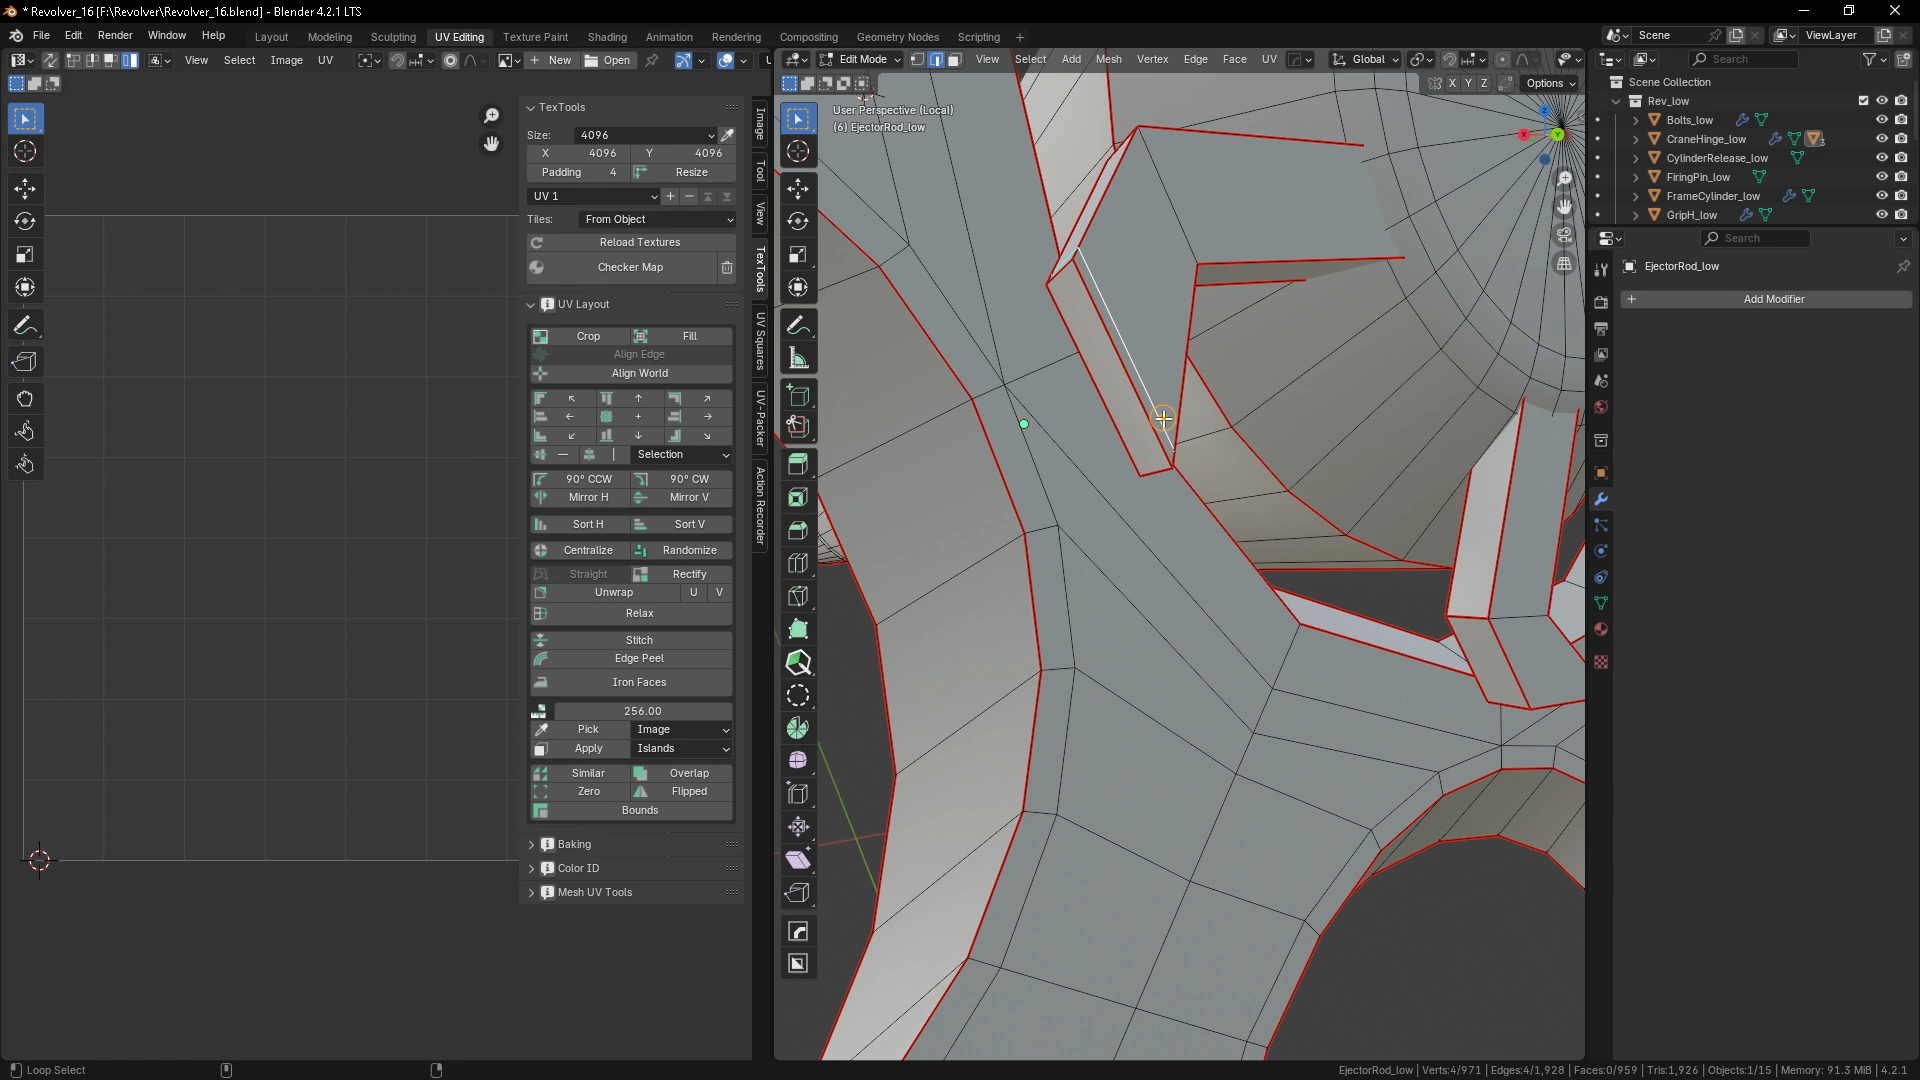 * Revolver_16 [F:\Revolver\Revolver_16.blend] - Blender 4.2.1 LTS
File Edit Render Window Help Layout Modeling Sculpting UV Editing Texture Paint Shading Animation Rendering Compositing Geometry Nodes Scripting + Scene ViewLayer
View Select Image UV + New Open Edit Mode View Select Add Mesh Vertex Edge Face UV Global Search
X Y Z Options Scene Collection
Rev_low
Bolts_low
CraneHinge_low 3
CylinderRelease_low
FiringPin_low
FrameCylinder_low
GripH_low
Search
EjectorRod_low
+ Add Modifier
User Perspective (Local)
(6) EjectorRod_low
X Y Z
TexTools
Size: 4096
X 4096 Y 4096
Padding 4 Resize
UV 1 + −
Tiles: From Object
Reload Textures
Checker Map
UV Layout
Crop Fill
Align Edge
Align World
Selection
90° CCW 90° CW
Mirror H Mirror V
Sort H Sort V
Centralize Randomize
Straight Rectify
Unwrap U V
Relax
Stitch
Edge Peel
Iron Faces
256.00
Pick Image
Apply Islands
Similar Overlap
Zero Flipped
Bounds
Baking
Color ID
Mesh UV Tools
Image
Tool
View
TexTools
UV Squares
UV-Packer
Action Recorder
Loop Select
EjectorRod_low | Verts:4/971 | Edges:4/1,928 | Faces:0/959 | Tris:1,926 | Objects:1/15 | Memory: 91.3 MiB | 4.2.1